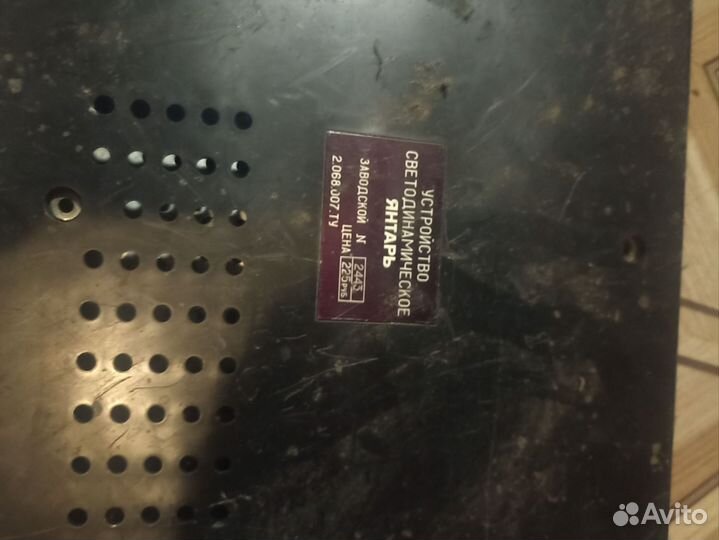 УСТРОЙСТВО
СВЕТОДИНАМИЧЕСКОЕ
ЯНТАРЬ
ЗАВОДСКОЙ N 2443
2.068.007.ТУ ЦЕНА 225РУБ
Avito